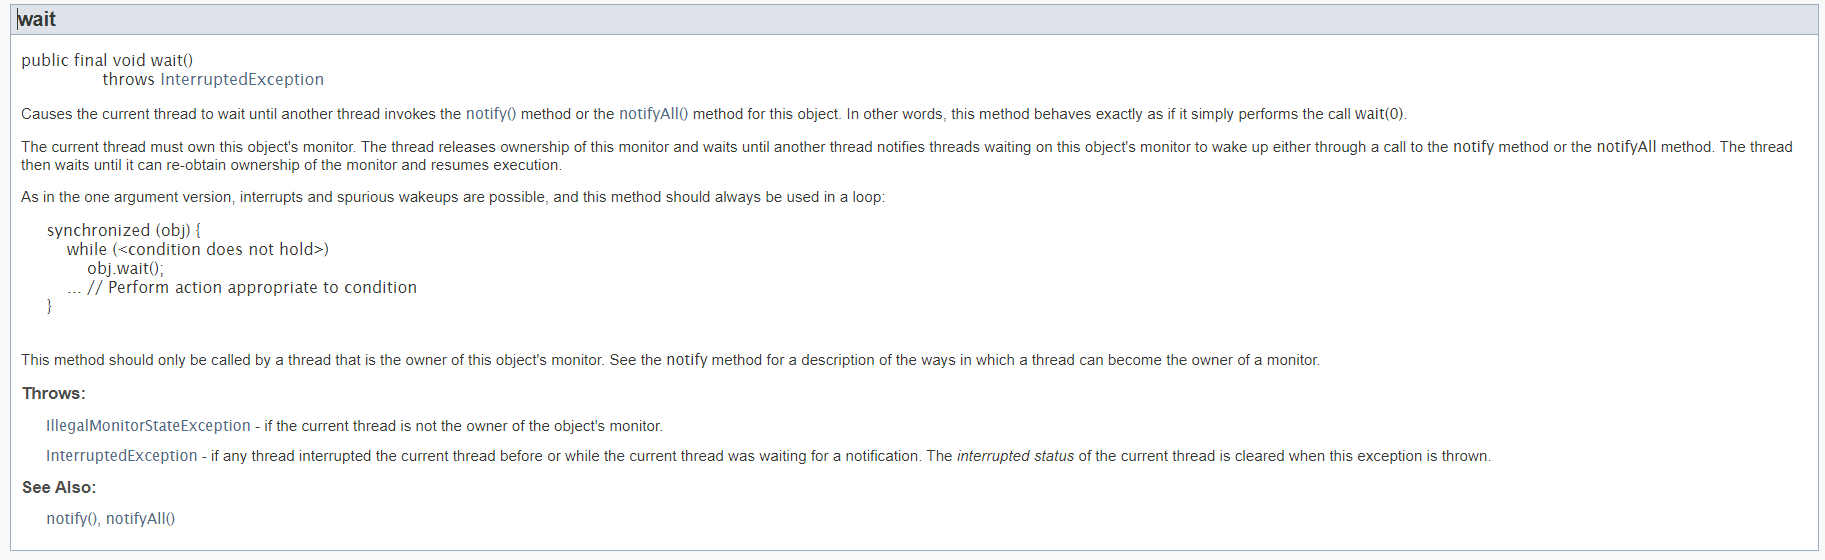 wait
public final void wait()
throws InterruptedException
Causes the current thread to wait until another thread invokes the notify() method or the notifyAll() method for this object. In other words, this method behaves exactly as if it simply performs the call wait(0).
The current thread must own this object's monitor. The thread releases ownership of this monitor and waits until another thread notifies threads waiting on this object's monitor to wake up either through a call to the notify method or the notifyAll method. The thread
then waits until it can re-obtain ownership of the monitor and resumes execution.
As in the one argument version, interrupts and spurious wakeups are possible, and this method should always be used in a loop:
synchronized (obj) {
while (<condition does not hold>)
obj.wait();
... // Perform action appropriate to condition
}
This method should only be called by a thread that is the owner of this object's monitor. See the notify method for a description of the ways in which a thread can become the owner of a monitor.
Throws:
IllegalMonitorStateException - if the current thread is not the owner of the object's monitor.
InterruptedException - if any thread interrupted the current thread before or while the current thread was waiting for a notification. The interrupted status of the current thread is cleared when this exception is thrown.
See Also:
notify(), notifyAll()